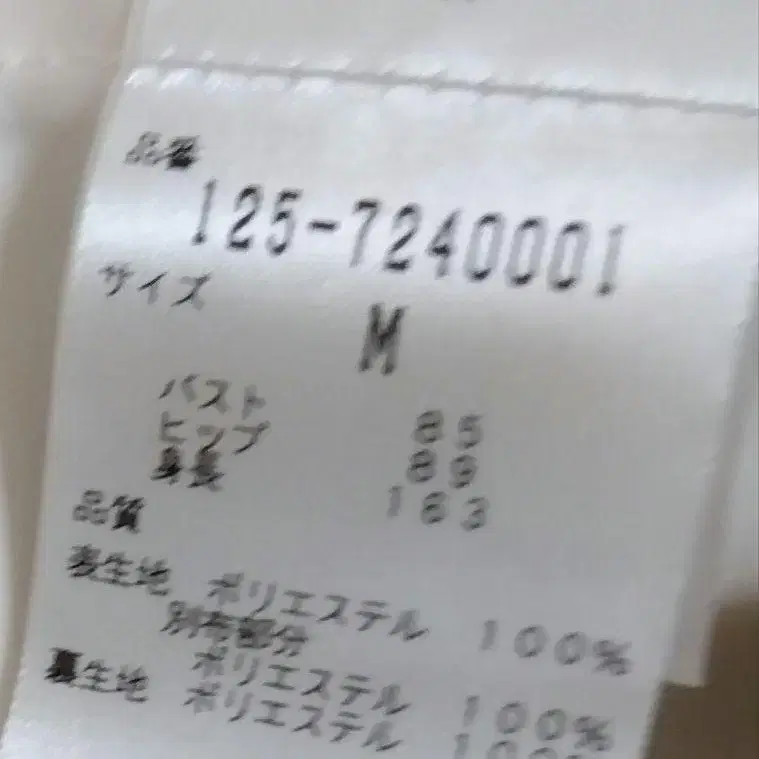 品番
125-7240001
サイズ
M
バスト 85
ヒップ 89
身長 163
品質
表生地 ポリエステル 100%
別布部分
ポリエステル 100%
裏生地 ポリエステル 100%